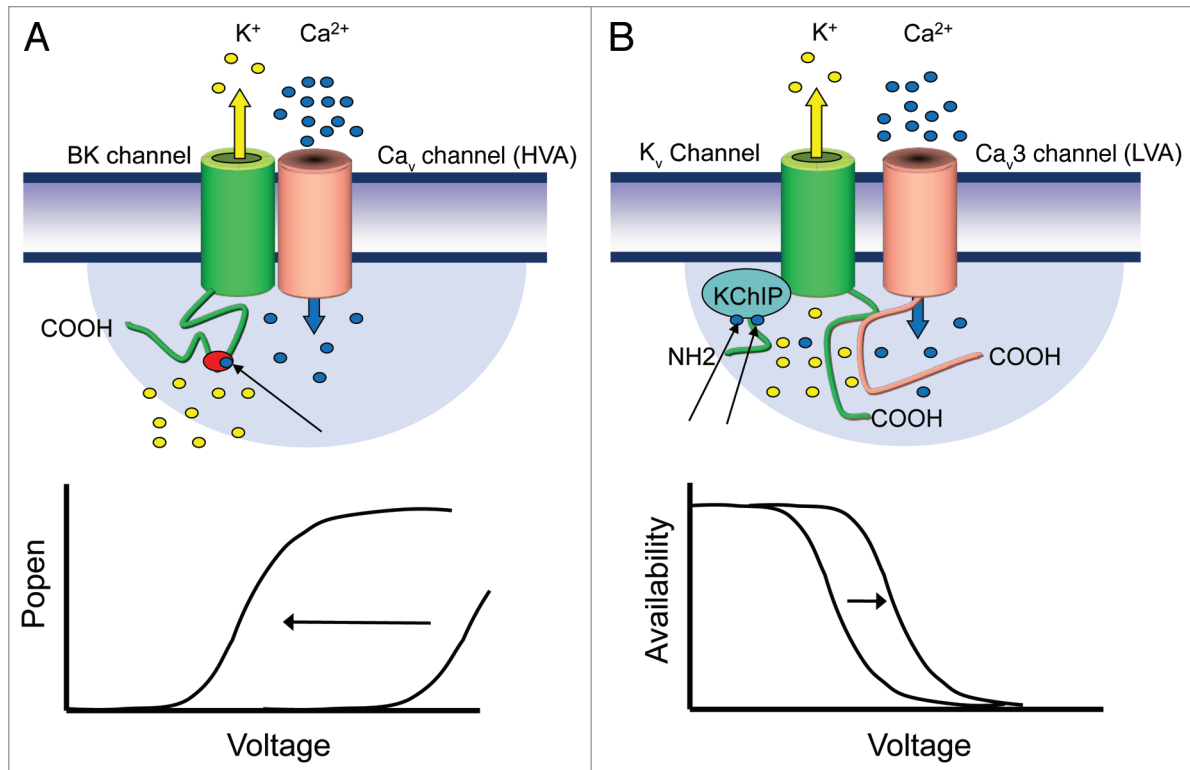 A
K⁺ Ca²⁺
BK channel
Caᵥ channel (HVA)
COOH
Popen
Voltage
B
K⁺ Ca²⁺
Kᵥ Channel
Caᵥ3 channel (LVA)
KChIP
NH2
COOH
COOH
Availability
Voltage